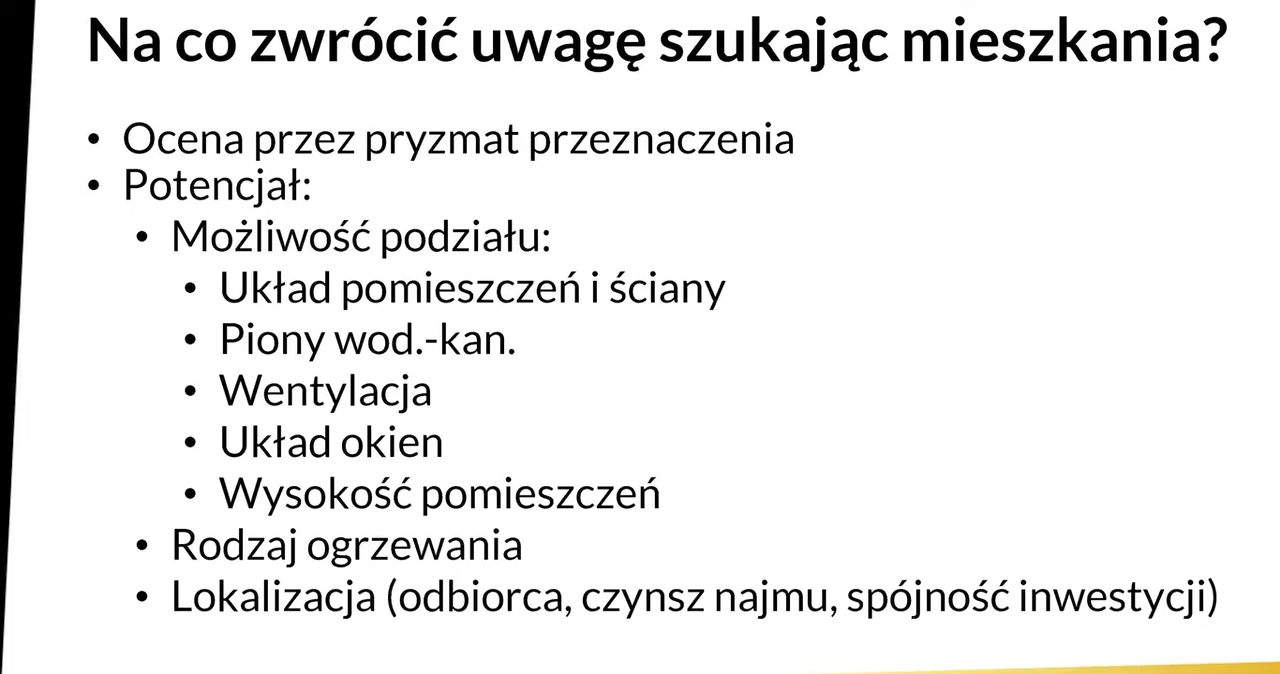 Na co zwrócić uwagę szukając mieszkania?
• Ocena przez pryzmat przeznaczenia
• Potencjał:
• Możliwość podziału:
• Układ pomieszczeń i ściany
• Piony wod.-kan.
• Wentylacja
• Układ okien
• Wysokość pomieszczeń
• Rodzaj ogrzewania
• Lokalizacja (odbiorca, czynsz najmu, spójność inwestycji)